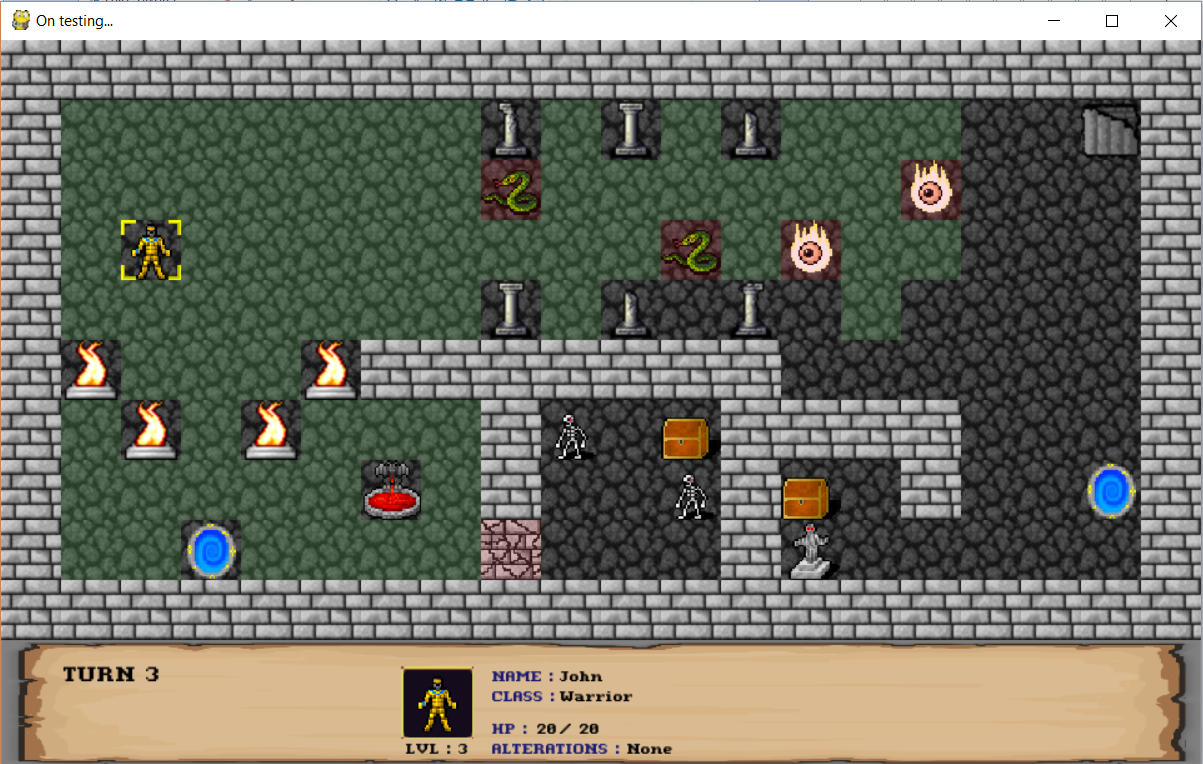 On testing...
TURN 3
NAME : John
CLASS : Warrior
HP : 20 / 20
LVL : 3
ALTERATIONS : None